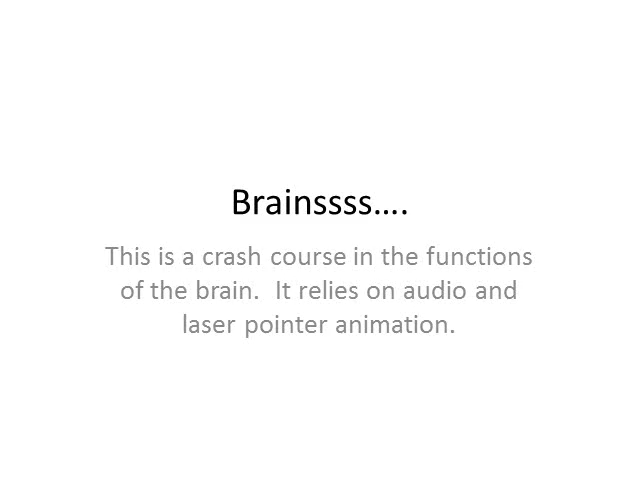 Brainssss….
This is a crash course in the functions
of the brain.  It relies on audio and
laser pointer animation.